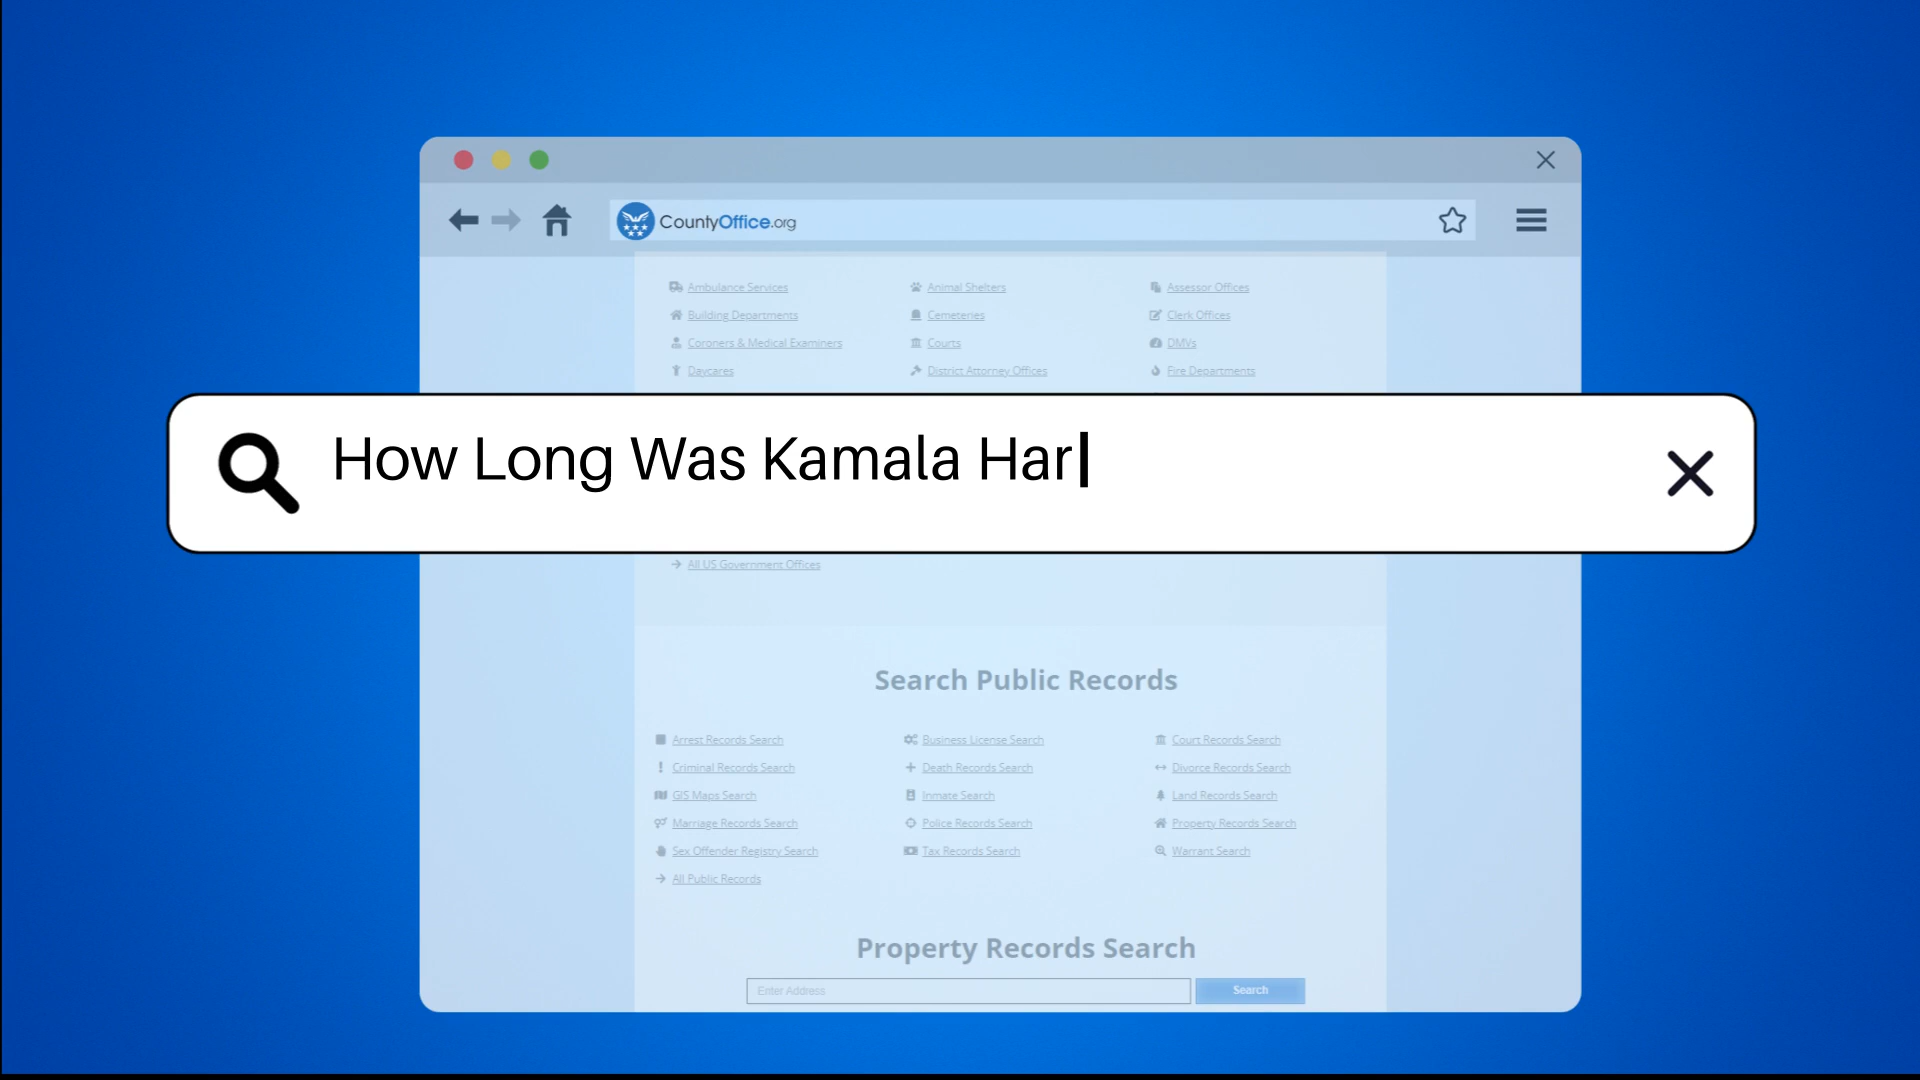 CountyOffice.org
Ambulance Services Animal Shelters Assessor Offices
Building Departments Cemeteries Clerk Offices
Coroners & Medical Examiners Courts DMVs
Daycares District Attorney Offices Fire Departments
How Long Was Kamala Har
All US Government Offices
Search Public Records
Arrest Records Search Business License Search Court Records Search
Criminal Records Search Death Records Search Divorce Records Search
GIS Maps Search Inmate Search Land Records Search
Marriage Records Search Police Records Search Property Records Search
Sex Offender Registry Search Tax Records Search Warrant Search
All Public Records
Property Records Search
Enter Address Search